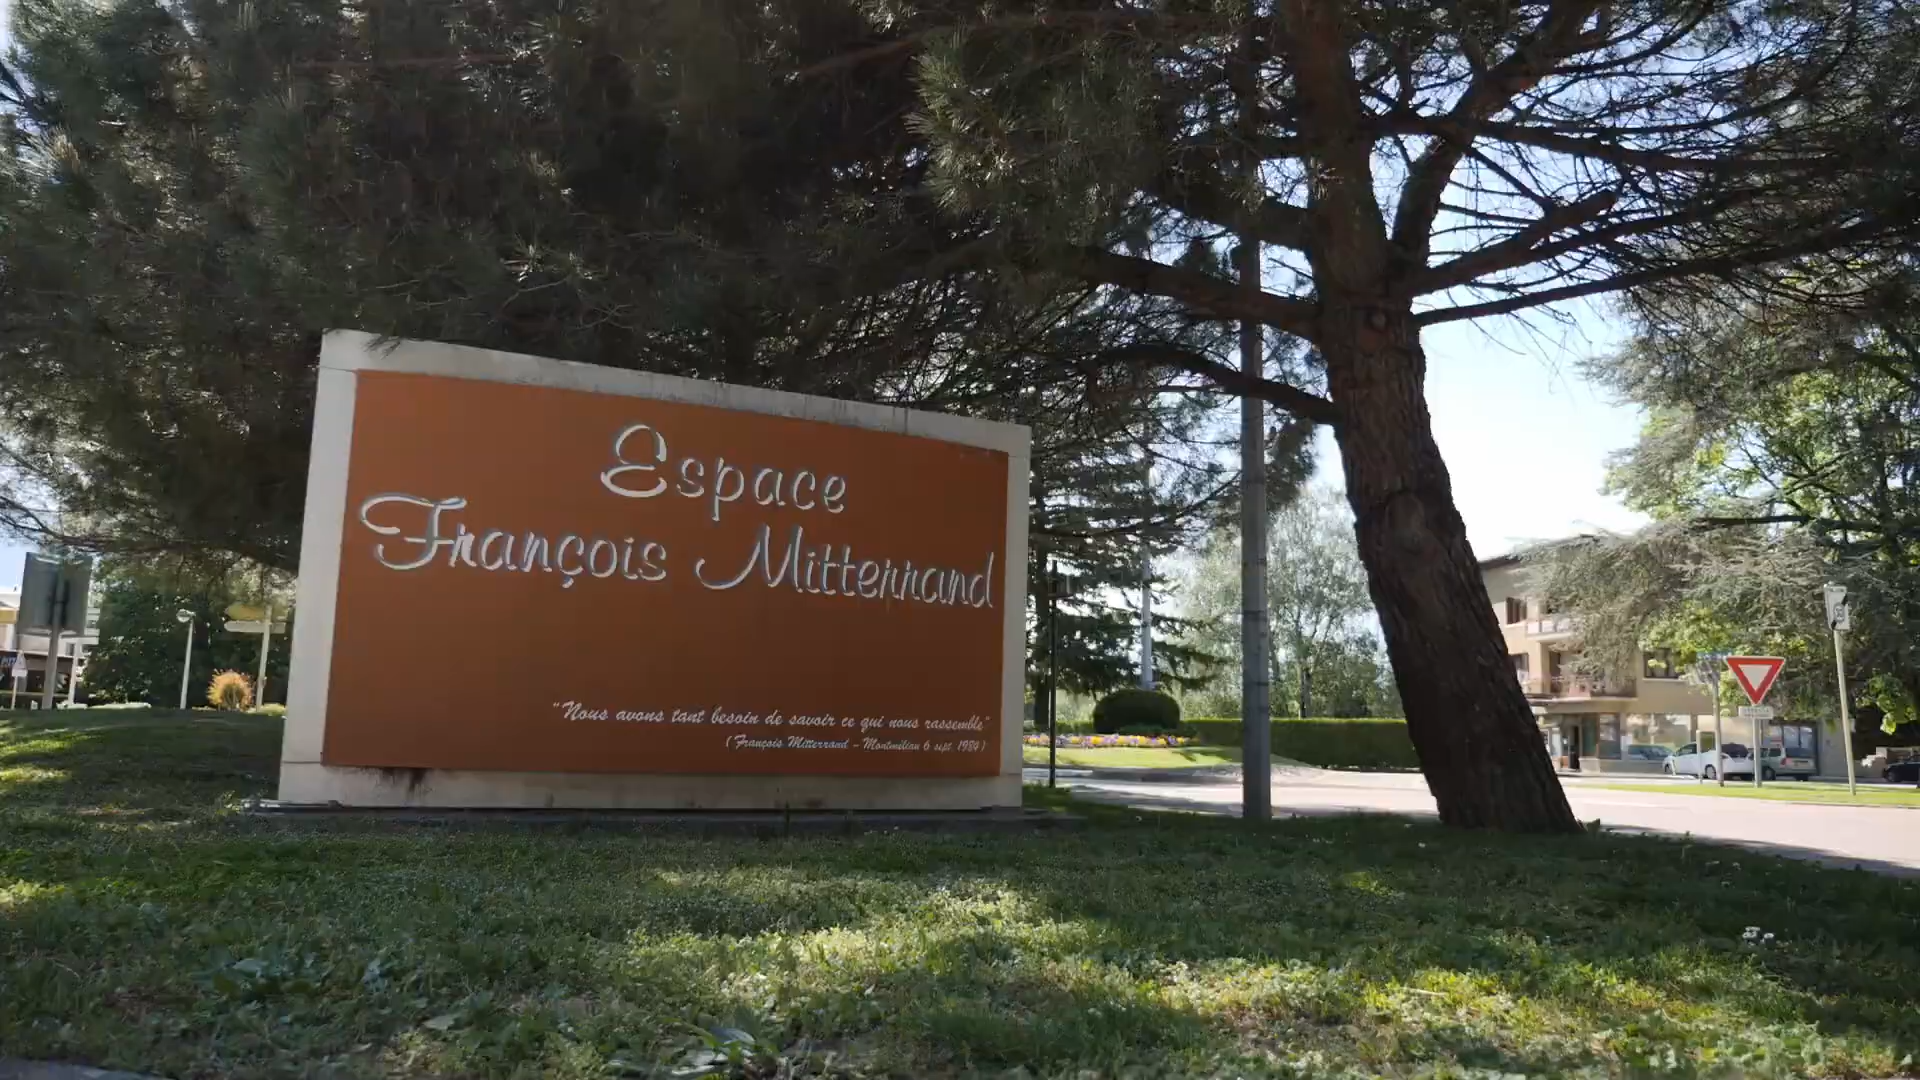 Espace
François Mitterrand
"Nous avons tant besoin de savoir ce qui nous rassemble"
(François Mitterrand - Montmélian 6 sept. 1984)